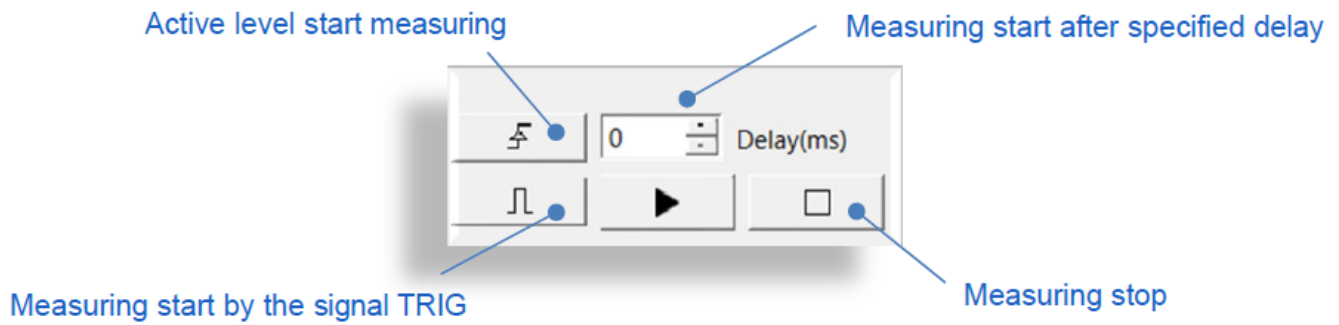 Active level start measuring
Measuring start after specified delay
0
Delay(ms)
Measuring start by the signal TRIG
Measuring stop